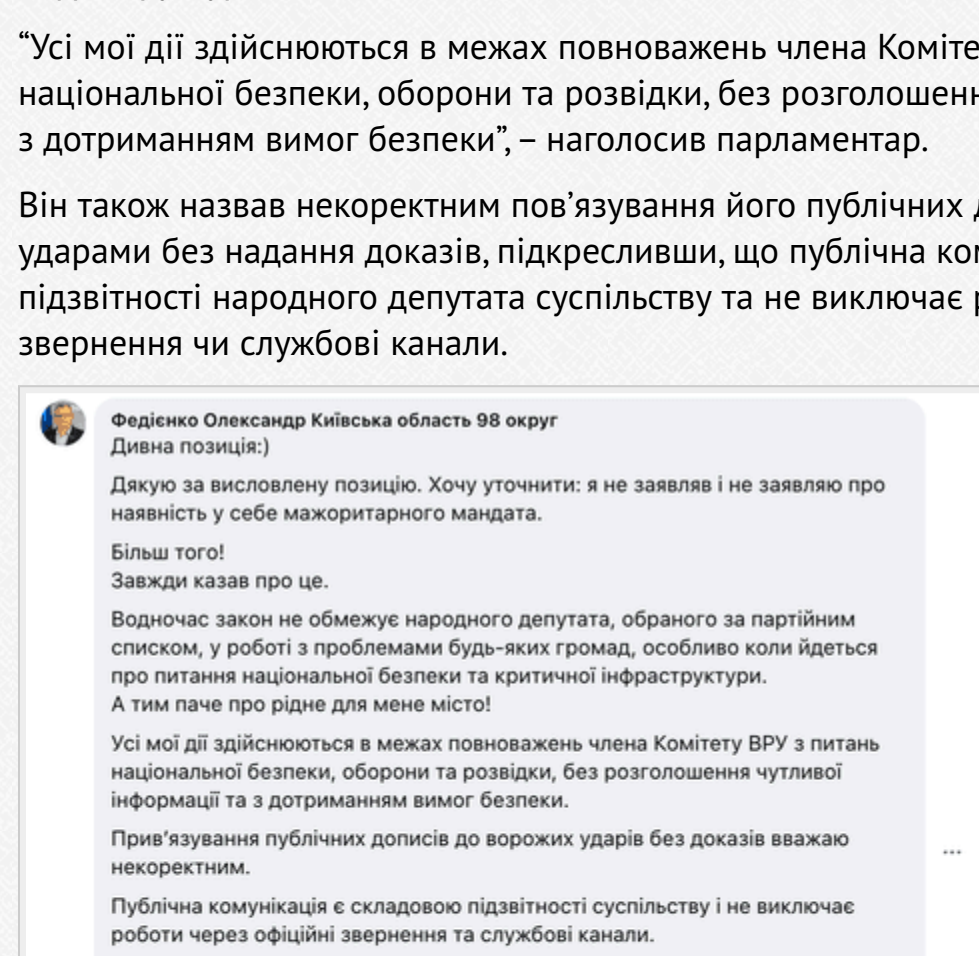 “Усі мої дії здійснюються в межах повноважень члена Коміте
національної безпеки, оборони та розвідки, без розголошенн
з дотриманням вимог безпеки”, – наголосив парламентар.
Він також назвав некоректним пов’язування його публічних д
ударами без надання доказів, підкресливши, що публічна ком
підзвітності народного депутата суспільству та не виключає р
звернення чи службові канали.
Федієнко Олександр Київська область 98 округ
Дивна позиція:)
Дякую за висловлену позицію. Хочу уточнити: я не заявляв і не заявляю про
наявність у себе мажоритарного мандата.
Більш того!
Завжди казав про це.
Водночас закон не обмежує народного депутата, обраного за партійним
списком, у роботі з проблемами будь-яких громад, особливо коли йдеться
про питання національної безпеки та критичної інфраструктури.
А тим паче про рідне для мене місто!
Усі мої дії здійснюються в межах повноважень члена Комітету ВРУ з питань
національної безпеки, оборони та розвідки, без розголошення чутливої
інформації та з дотриманням вимог безпеки.
Прив’язування публічних дописів до ворожих ударів без доказів вважаю
некоректним.
Публічна комунікація є складовою підзвітності суспільству і не виключає
роботи через офіційні звернення та службові канали.